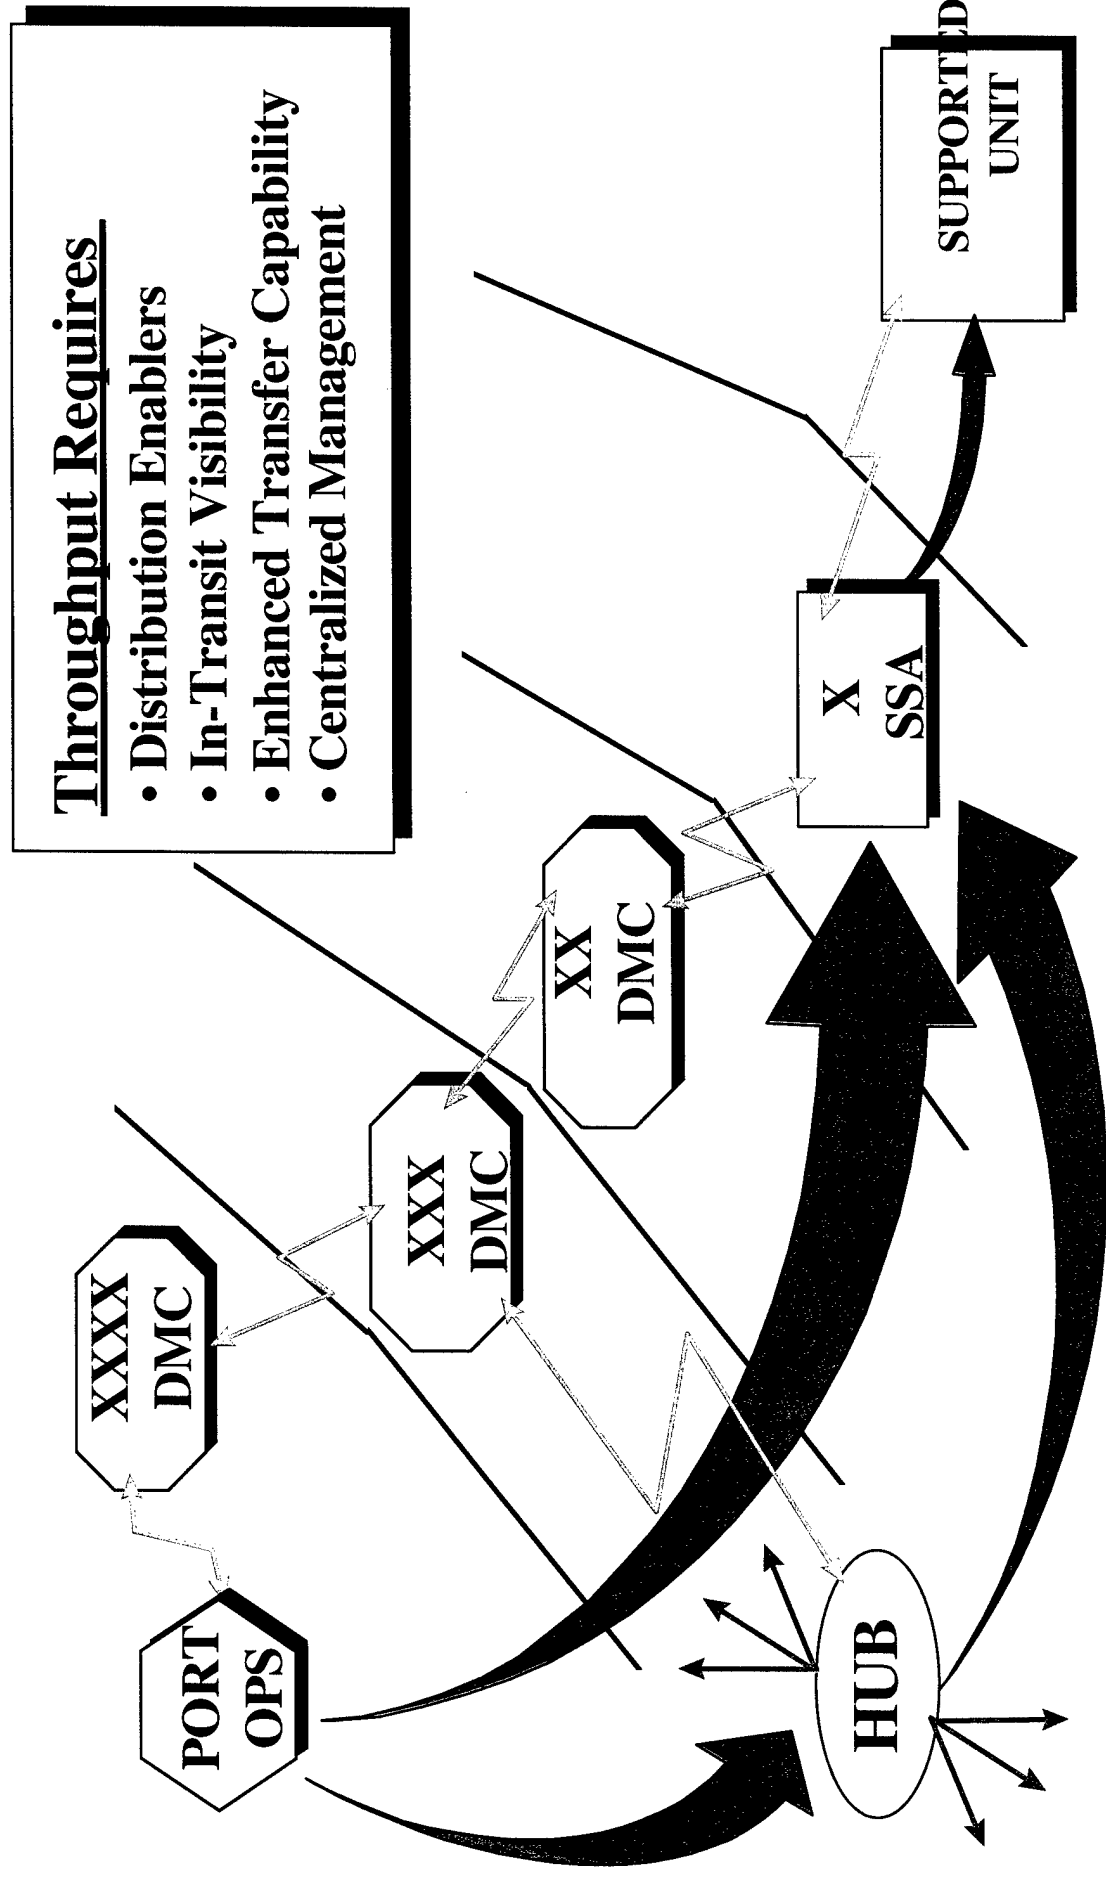 Throughput Requires
• Distribution Enablers
• In-Transit Visibility
• Enhanced Transfer Capability
• Centralized Management
PORT
OPS
XXXX
DMC
XXX
DMC
XX
DMC
X
SSA
SUPPORTED
UNIT
HUB